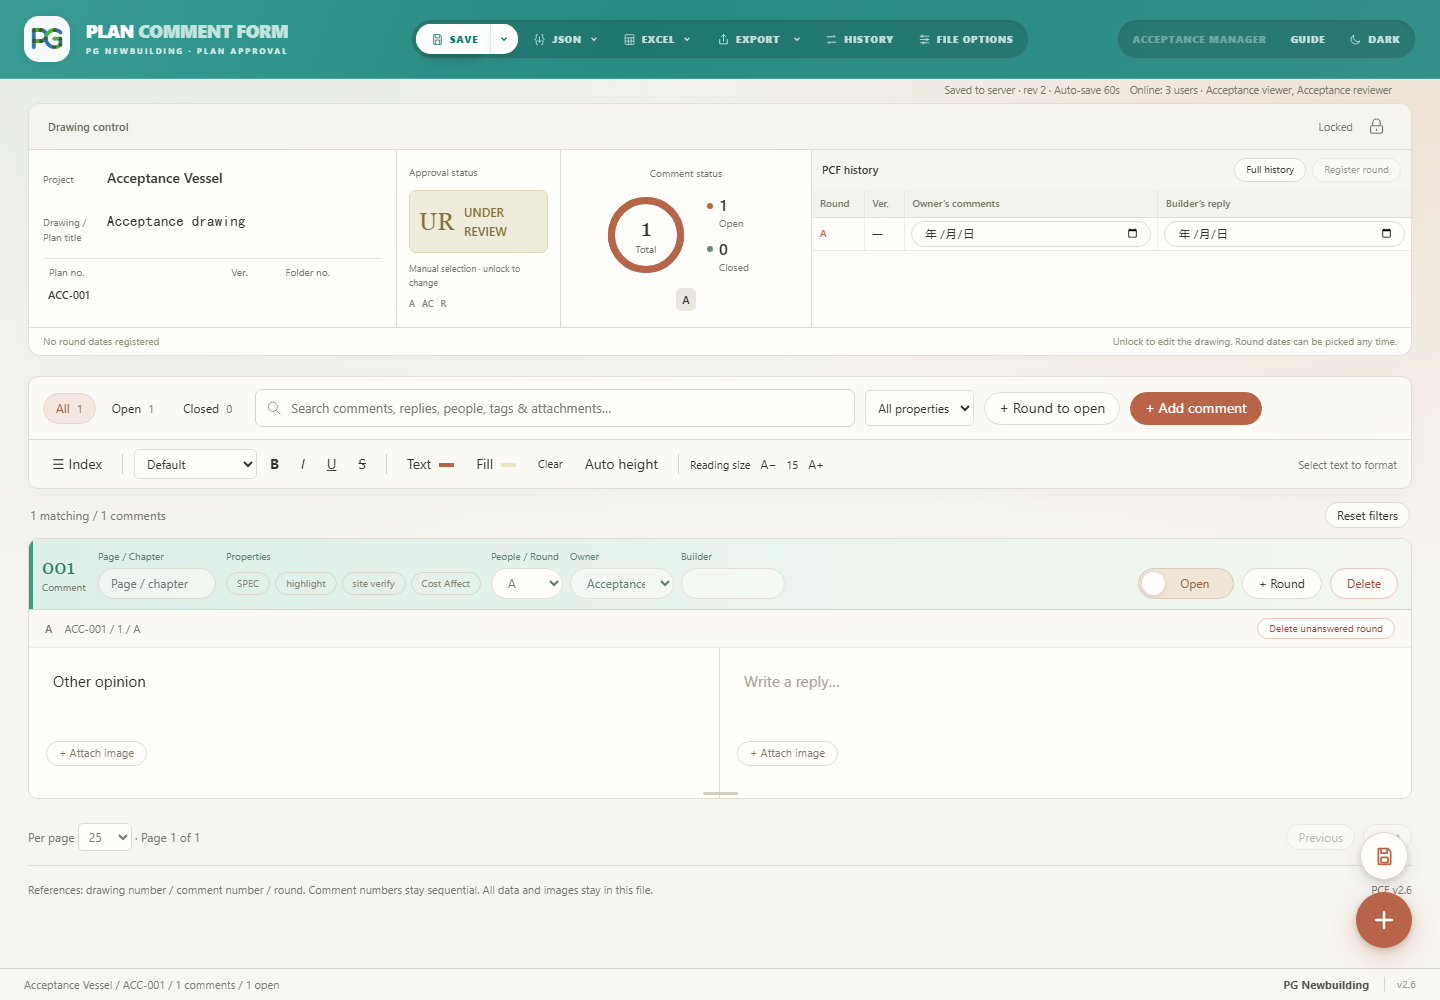 PG
PLAN COMMENT FORM
PG NEWBUILDING · PLAN APPROVAL
SAVE
JSON
EXCEL
EXPORT
HISTORY
FILE OPTIONS
ACCEPTANCE MANAGER
GUIDE
DARK
Saved to server · rev 2 · Auto-save 60s Online: 3 users · Acceptance viewer, Acceptance reviewer
Drawing control
Locked
Project
Acceptance Vessel
Drawing / Plan title
Acceptance drawing
Plan no.
Ver.
Folder no.
ACC-001
Approval status
UR
UNDER
REVIEW
Manual selection · unlock to
change
A AC R
Comment status
1
Total
1
Open
0
Closed
A
PCF history
Full history
Register round
Round
Ver.
Owner's comments
Builder's reply
A
—
年 /月/日
年 /月/日
No round dates registered
Unlock to edit the drawing. Round dates can be picked any time.
All 1
Open 1
Closed 0
Search comments, replies, people, tags & attachments...
All properties
+ Round to open
+ Add comment
☰ Index
Default
B
I
U
S
Text
Fill
Clear
Auto height
Reading size
A−
15
A+
Select text to format
1 matching / 1 comments
Reset filters
001
Comment
Page / Chapter
Page / chapter
Properties
SPEC
highlight
site verify
Cost Affect
People / Round
A
Owner
Acceptance
Builder
Open
+ Round
Delete
A ACC-001 / 1 / A
Delete unanswered round
Other opinion
Write a reply...
+ Attach image
+ Attach image
Per page
25
· Page 1 of 1
Previous
References: drawing number / comment number / round. Comment numbers stay sequential. All data and images stay in this file.
PCF v2.6
+
Acceptance Vessel / ACC-001 / 1 comments / 1 open
PG Newbuilding
v2.6